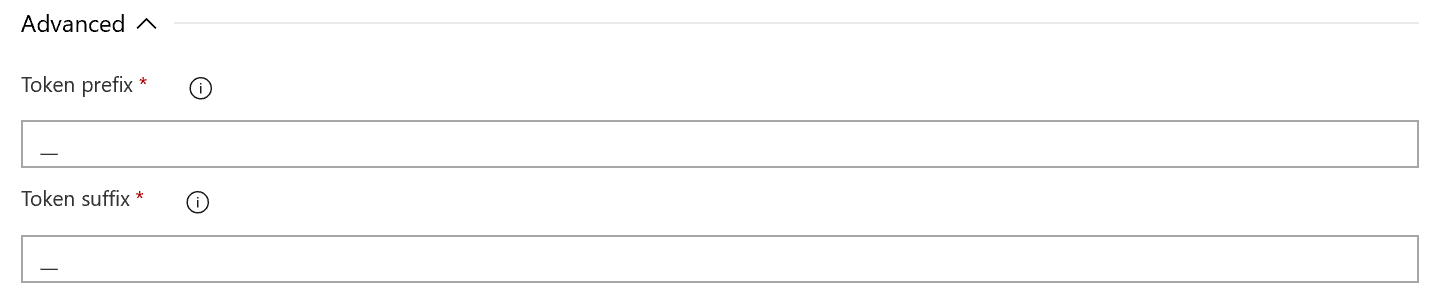 Advanced
Token prefix *
__
Token suffix *
__